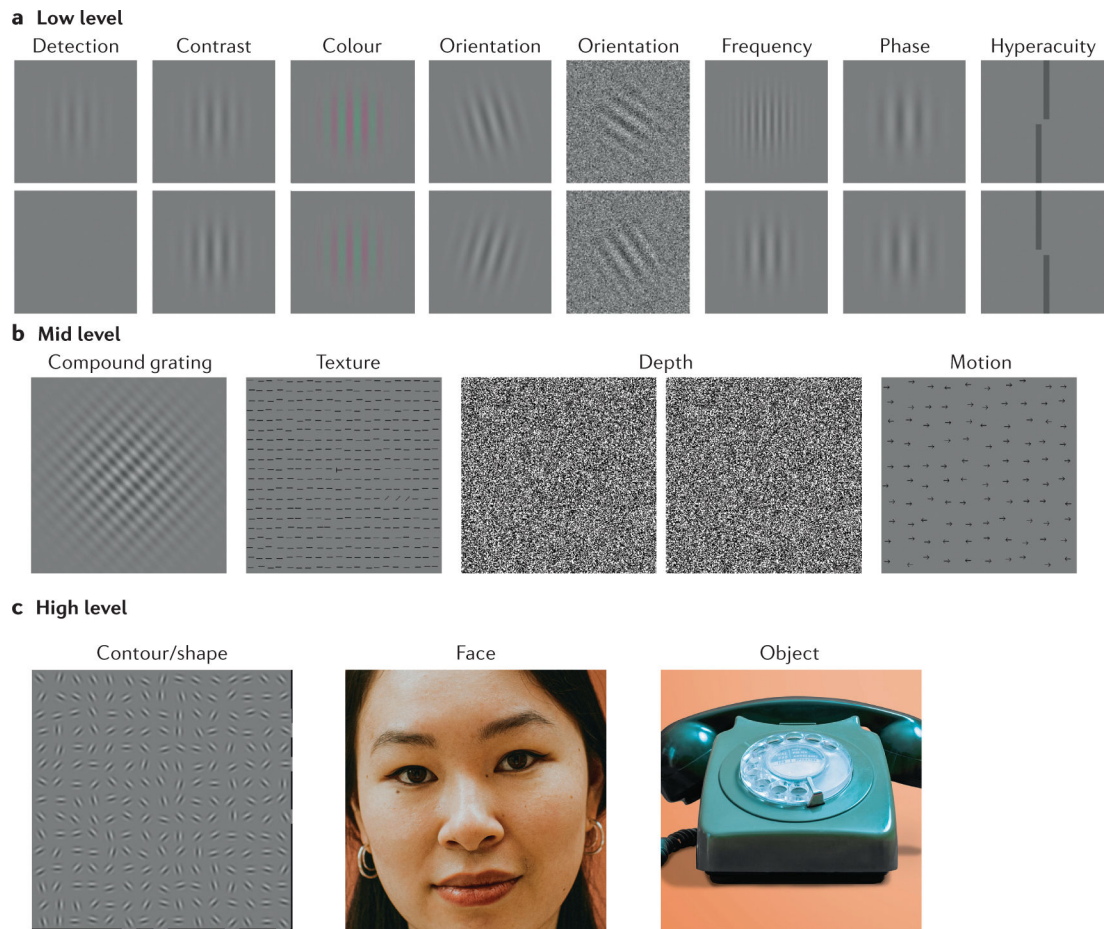 a Low level
Detection Contrast Colour Orientation Orientation Frequency Phase Hyperacuity
b Mid level
Compound grating Texture Depth Motion
c High level
Contour/shape Face Object